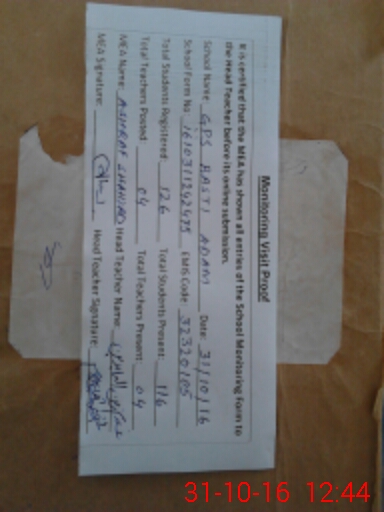 Monitoring Visit Proof
It is certified that the MEA has shown all entries of the School Monitoring Form to
the Head Teacher before its online submission.
School Name: GPS BASTI ADAM Date: 31/10/16
School Form No: EMIS Code: 32320105
Total Students Registered: 126 Total Students Present: 116
Total Teachers Posted: 04 Total Teachers Present: 04
MEA Name: ASHRAF Head Teacher Name:
MEA Signature: Head Teacher Signature:
31-10-16 12:44